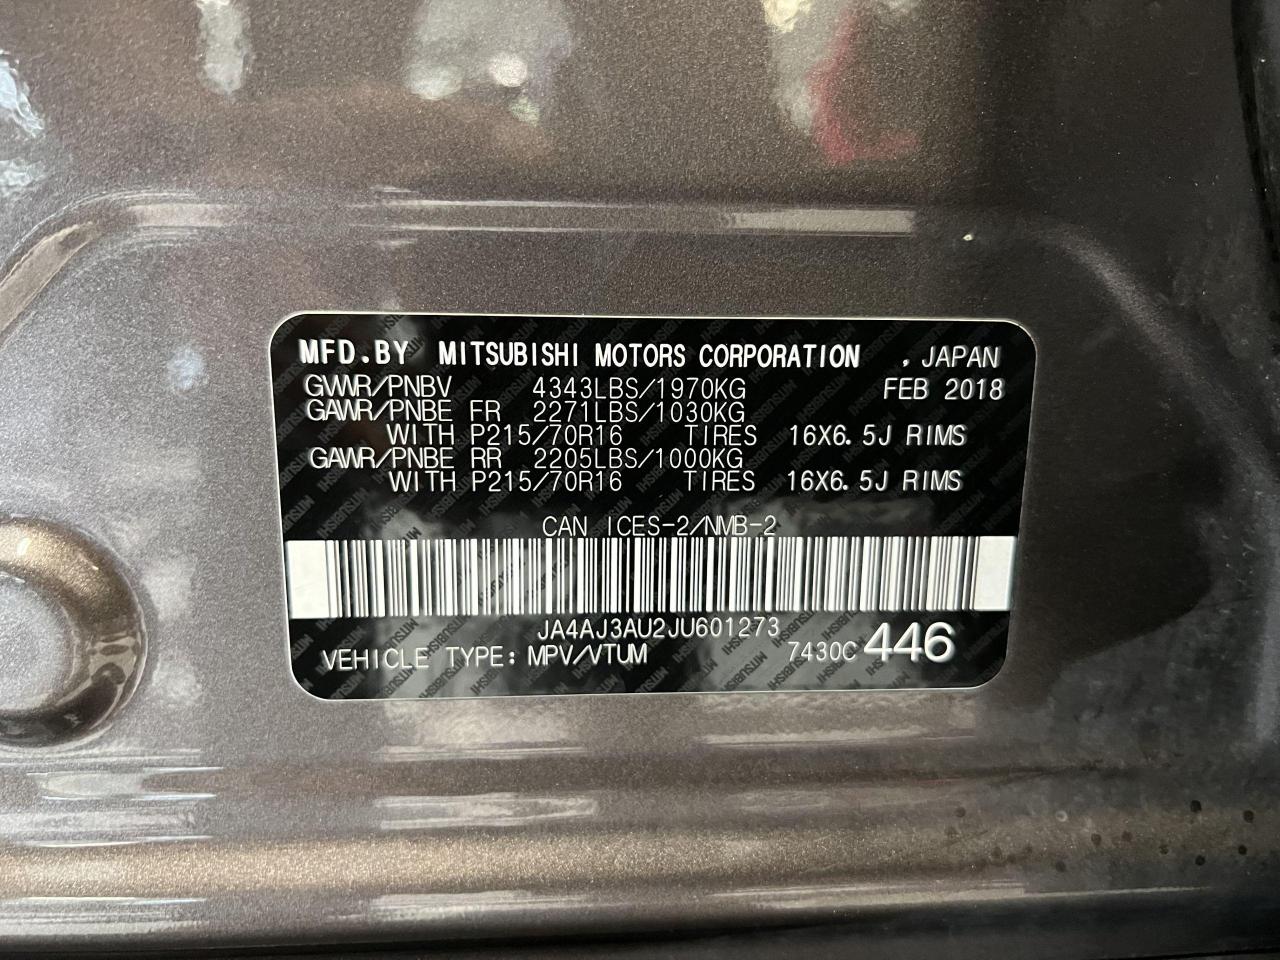 MFD.BY MITSUBISHI MOTORS CORPORATION , JAPAN
GVWR/PNBV 4343LBS/1970KG FEB 2018
GAWR/PNBE FR 2271LBS/1030KG
WITH P215/70R16 TIRES 16X6.5J RIMS
GAWR/PNBE RR 2205LBS/1000KG
WITH P215/70R16 TIRES 16X6.5J RIMS
CAN ICES-2/NMB-2
JA4AJ3AU2JU601273
VEHICLE TYPE: MPV/VTUM 7430C 446